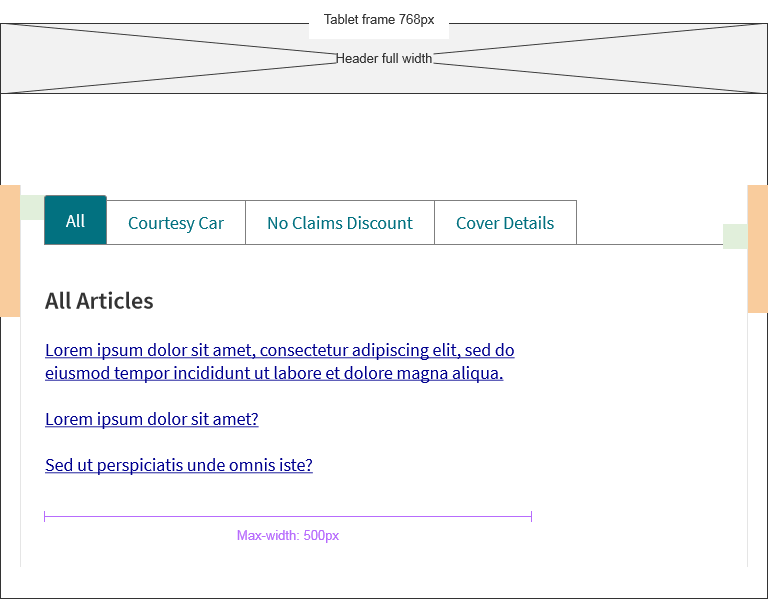 Tablet frame 768px
Header full width
All
Courtesy Car
No Claims Discount
Cover Details
All Articles
Lorem ipsum dolor sit amet, consectetur adipiscing elit, sed do
eiusmod tempor incididunt ut labore et dolore magna aliqua.
Lorem ipsum dolor sit amet?
Sed ut perspiciatis unde omnis iste?
Max-width: 500px